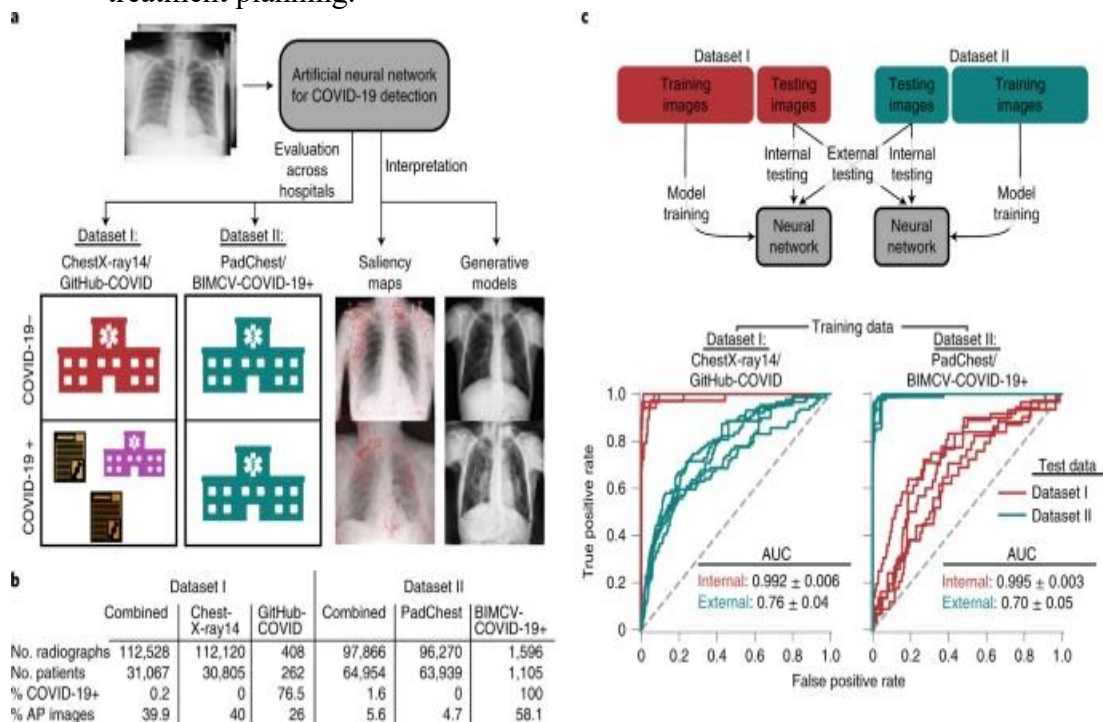 treatment planning.
a
Artificial neural network
for COVID-19 detection
Evaluation
across
hospitals
Interpretation
Dataset I:
ChestX-ray14/
GitHub-COVID
Dataset II:
PadChest/
BIMCV-COVID-19+
Saliency
maps
Generative
models
COVID-19–
COVID-19 +
b
Dataset I Dataset II
Combined Chest-X-ray14 GitHub-COVID Combined PadChest BIMCV-COVID-19+
No. radiographs 112,528 112,120 408 97,866 96,270 1,596
No. patients 31,067 30,805 262 64,954 63,939 1,105
% COVID-19+ 0.2 0 76.5 1.6 0 100
% AP images 39.9 40 26 5.6 4.7 58.1
c
Dataset I Dataset II
Training
images
Testing
images
Testing
images
Training
images
Internal
testing
External
testing
Internal
testing
Model
training
Model
training
Neural
network
Neural
network
Training data
Dataset I:
ChestX-ray14/
GitHub-COVID
Dataset II:
PadChest/
BIMCV-COVID-19+
True positive rate
1.0
0.8
0.6
0.4
0.2
0
Test data
Dataset I
Dataset II
AUC
Internal: 0.992 ± 0.006
External: 0.76 ± 0.04
AUC
Internal: 0.995 ± 0.003
External: 0.70 ± 0.05
0 0.2 0.4 0.6 0.8 1.0 0 0.2 0.4 0.6 0.8 1.0
False positive rate